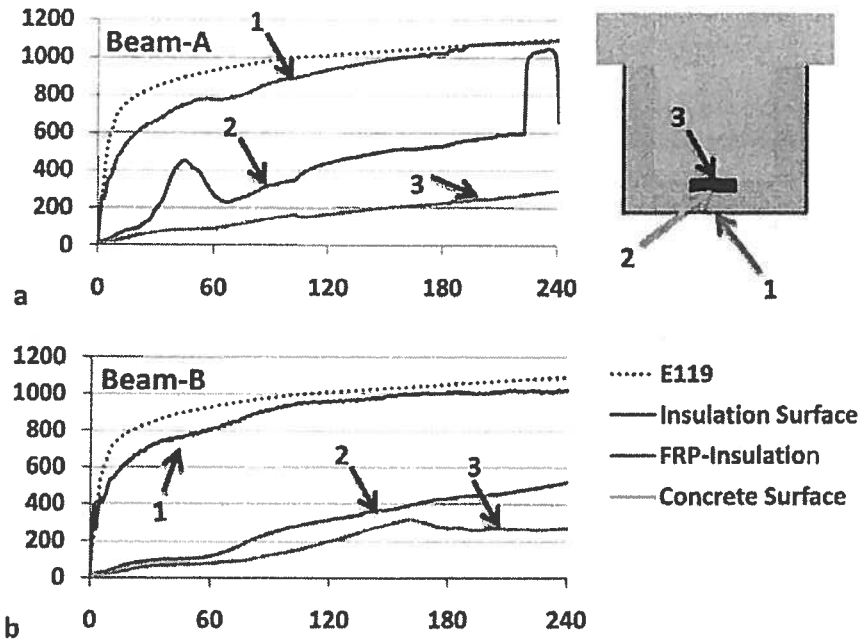 1200
1000
800
600
400
200
0
Beam-A
1
2
3
0 60 120 180 240
a
3
2
1
1200
1000
800
600
400
200
0
Beam-B
1
2
3
0 60 120 180 240
b
E119
Insulation Surface
FRP-Insulation
Concrete Surface